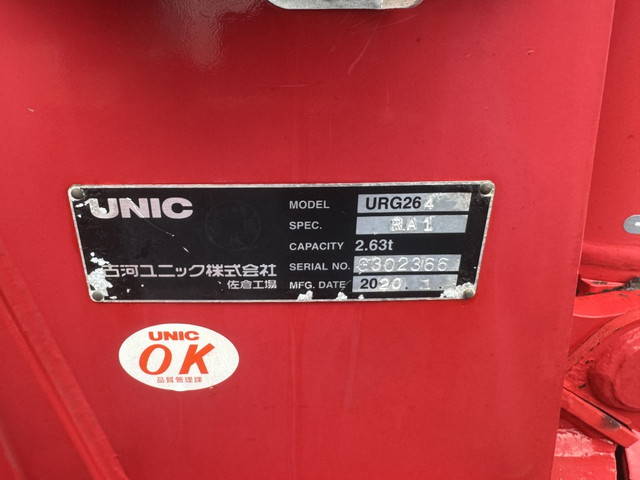 UNIC
MODEL URG264
SPEC. RA1
CAPACITY 2.63t
古河ユニック株式会社 SERIAL NO.
佐倉工場 MFG. DATE 2020. 1.
UNIC
OK
品質管理課